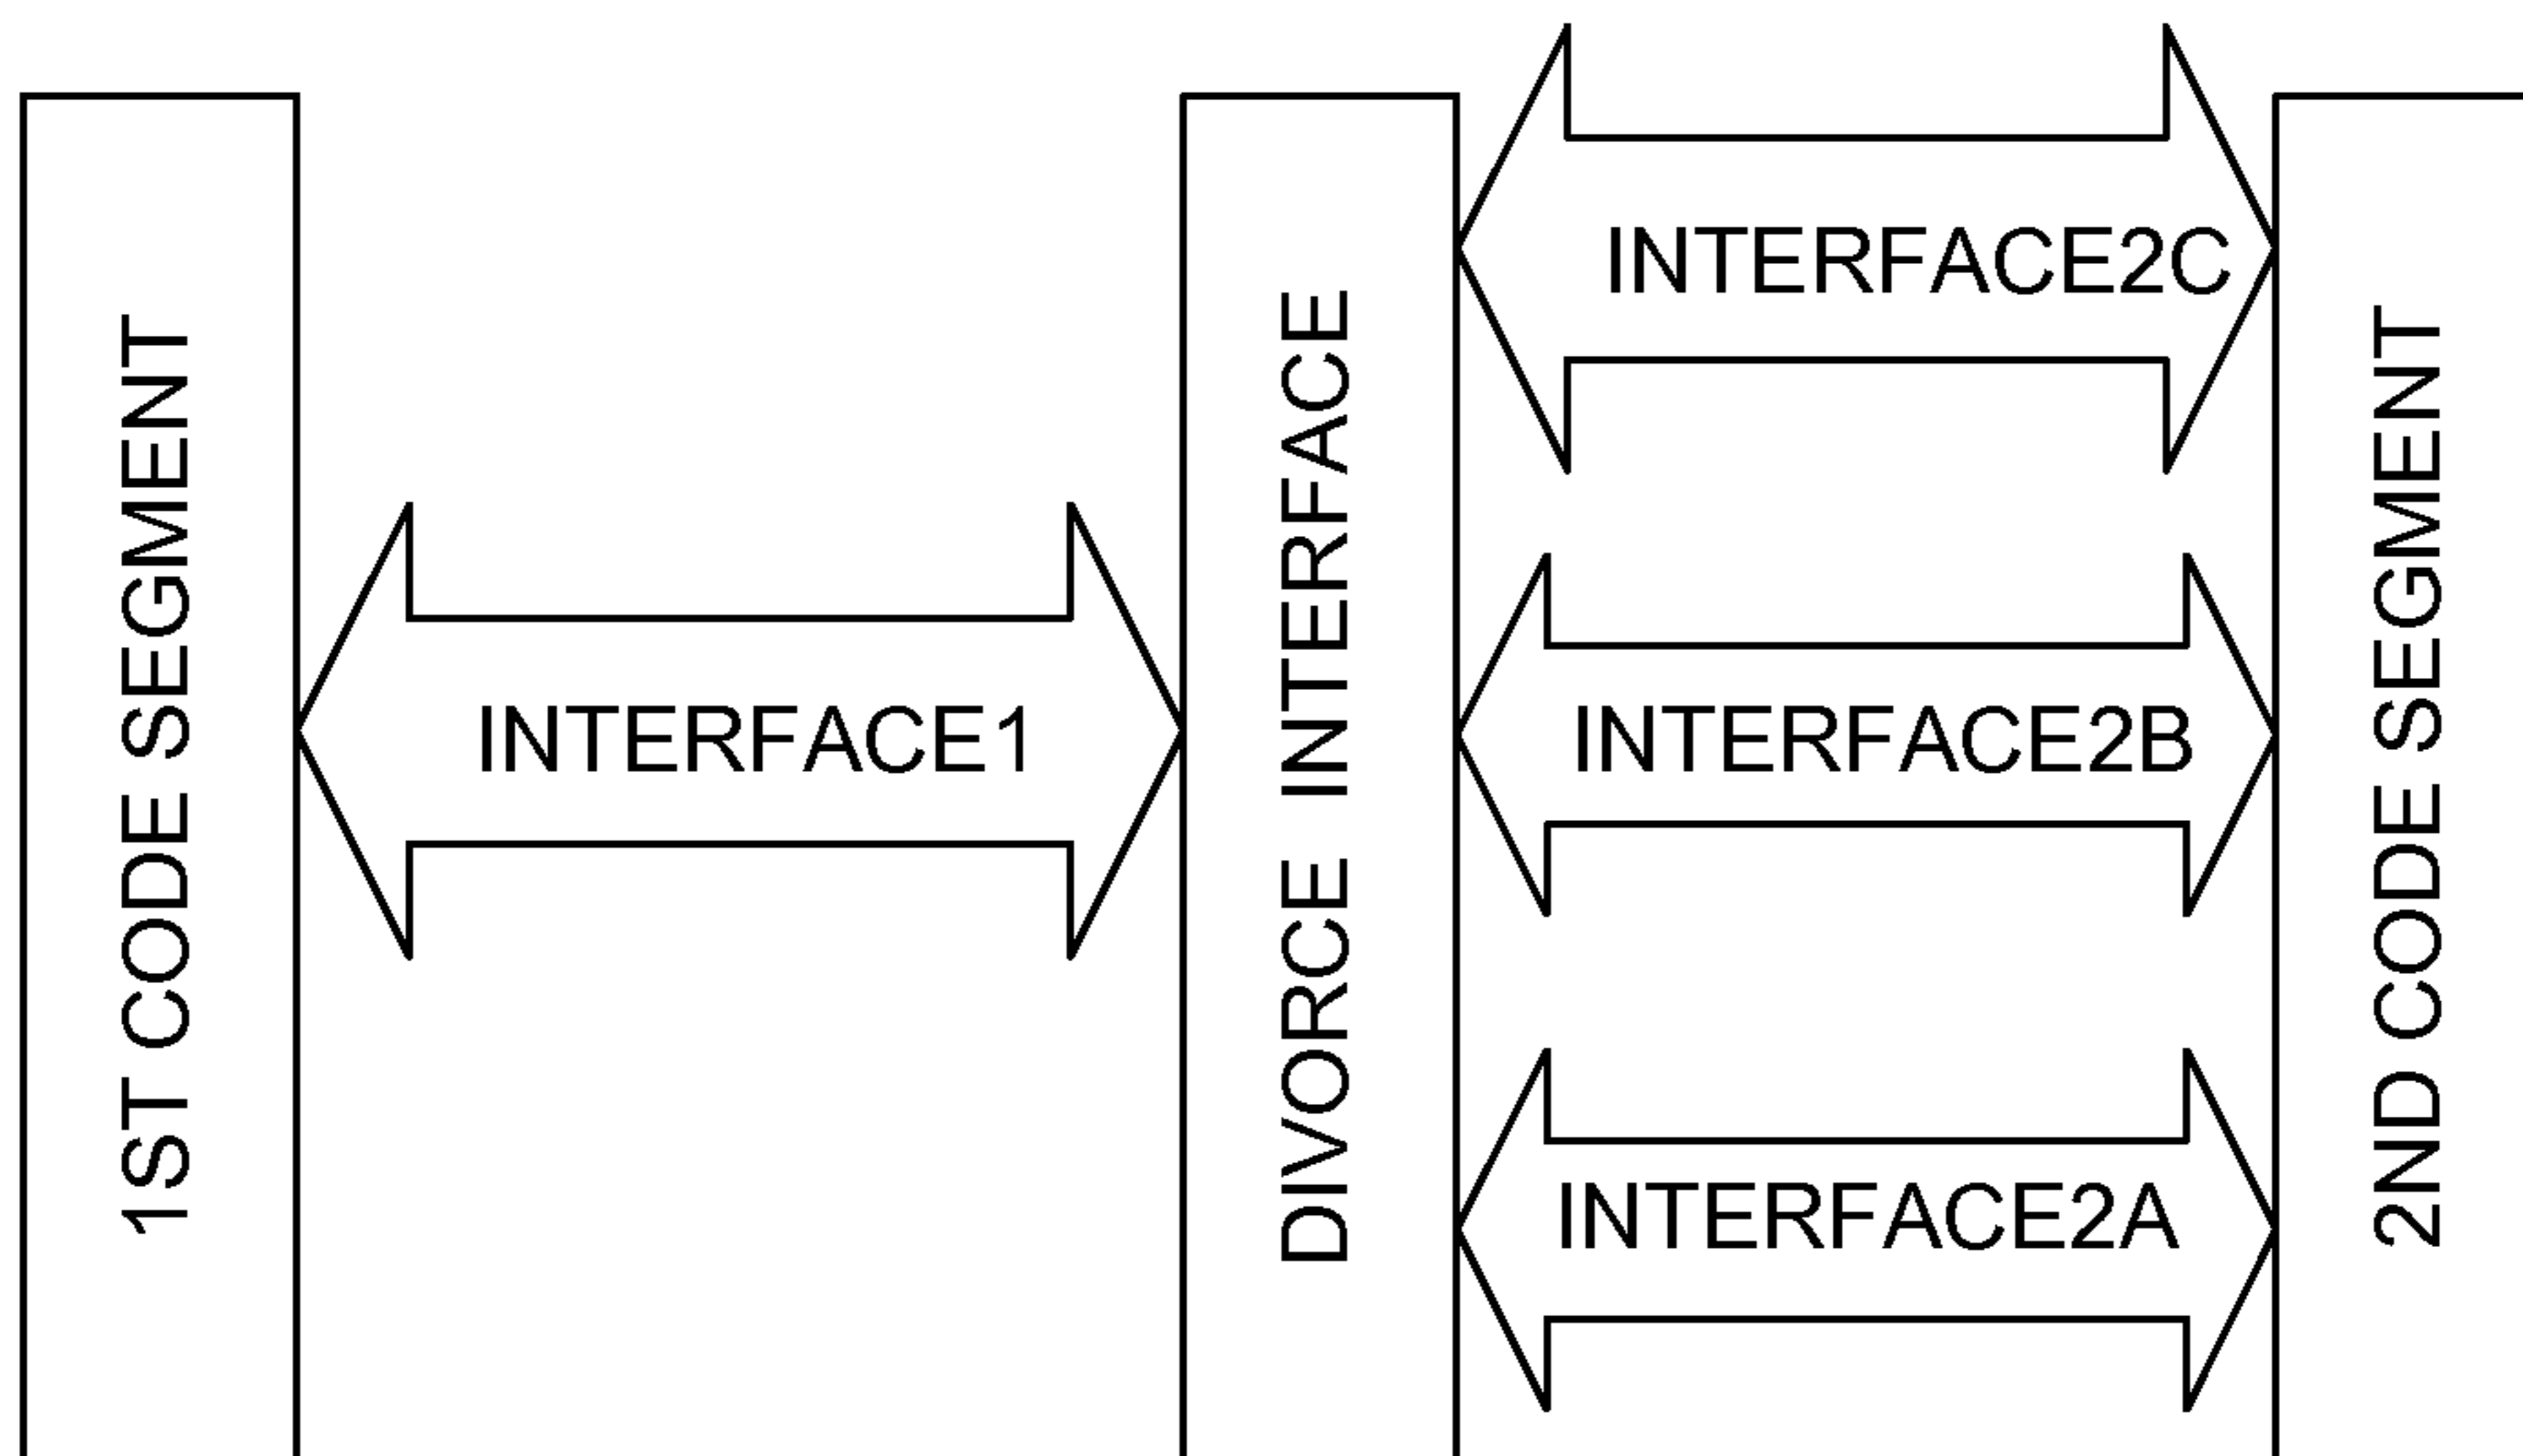 1ST CODE SEGMENT
INTERFACE1
DIVORCE INTERFACE
INTERFACE2C
INTERFACE2B
INTERFACE2A
2ND CODE SEGMENT